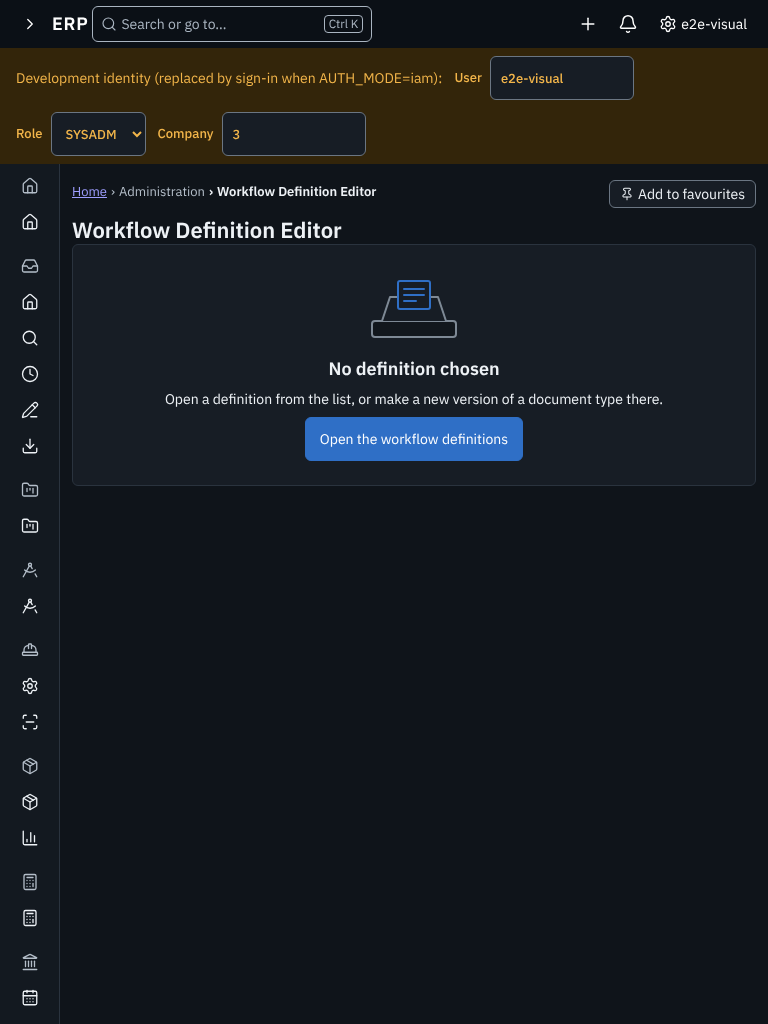 ERP Search or go to... Ctrl K e2e-visual
Development identity (replaced by sign-in when AUTH_MODE=iam): User e2e-visual
Role SYSADM Company 3
Home › Administration › Workflow Definition Editor Add to favourites
Workflow Definition Editor
No definition chosen
Open a definition from the list, or make a new version of a document type there.
Open the workflow definitions